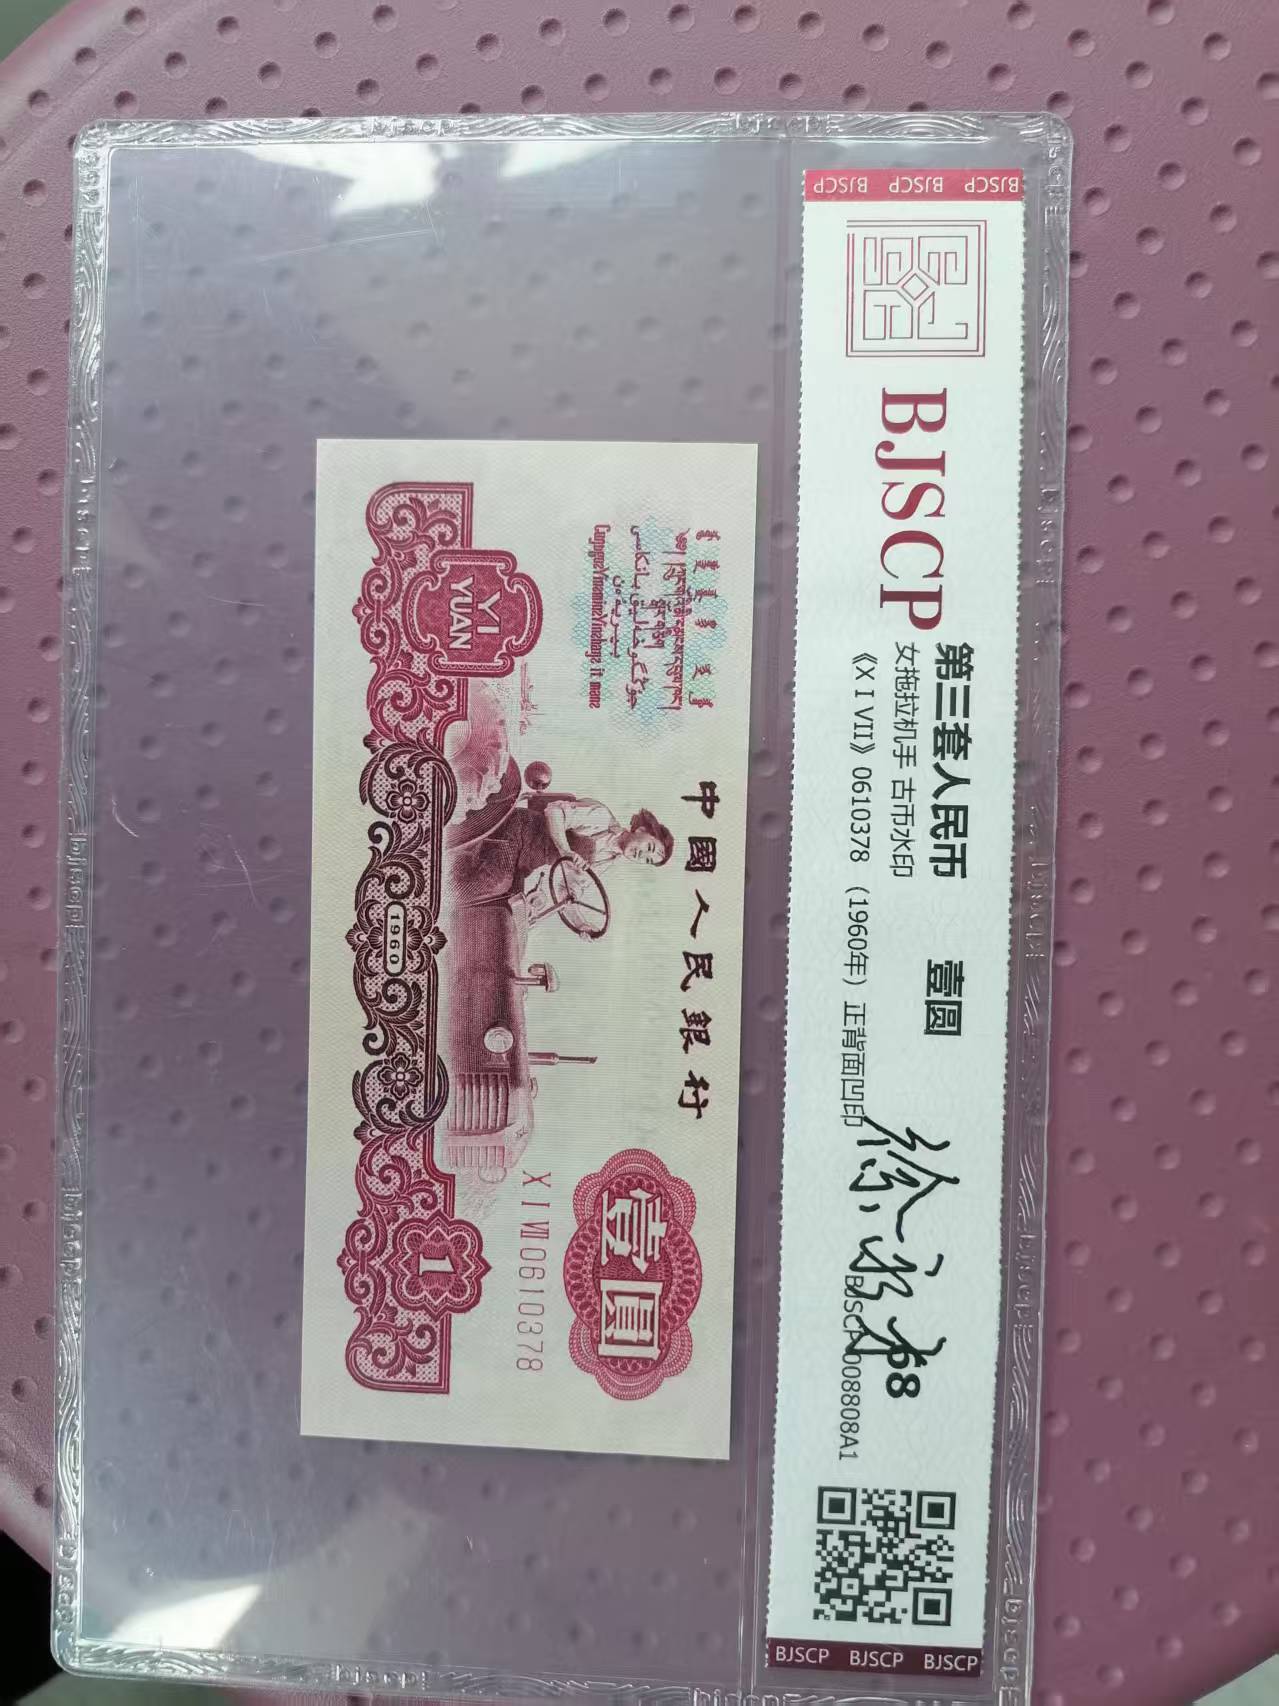 BJSCP BJSCP BJSCP
BJSCP
第三套人民币 壹圆
女拖拉机手 古币水印
《X I VII》 0610378 （1960年）正背面凹印
68
BJSCP008808A1
BJSCP BJSCP BJSCP
中國人民銀行
壹圓
YI
YUAN
1960
X I VII 0610378
1